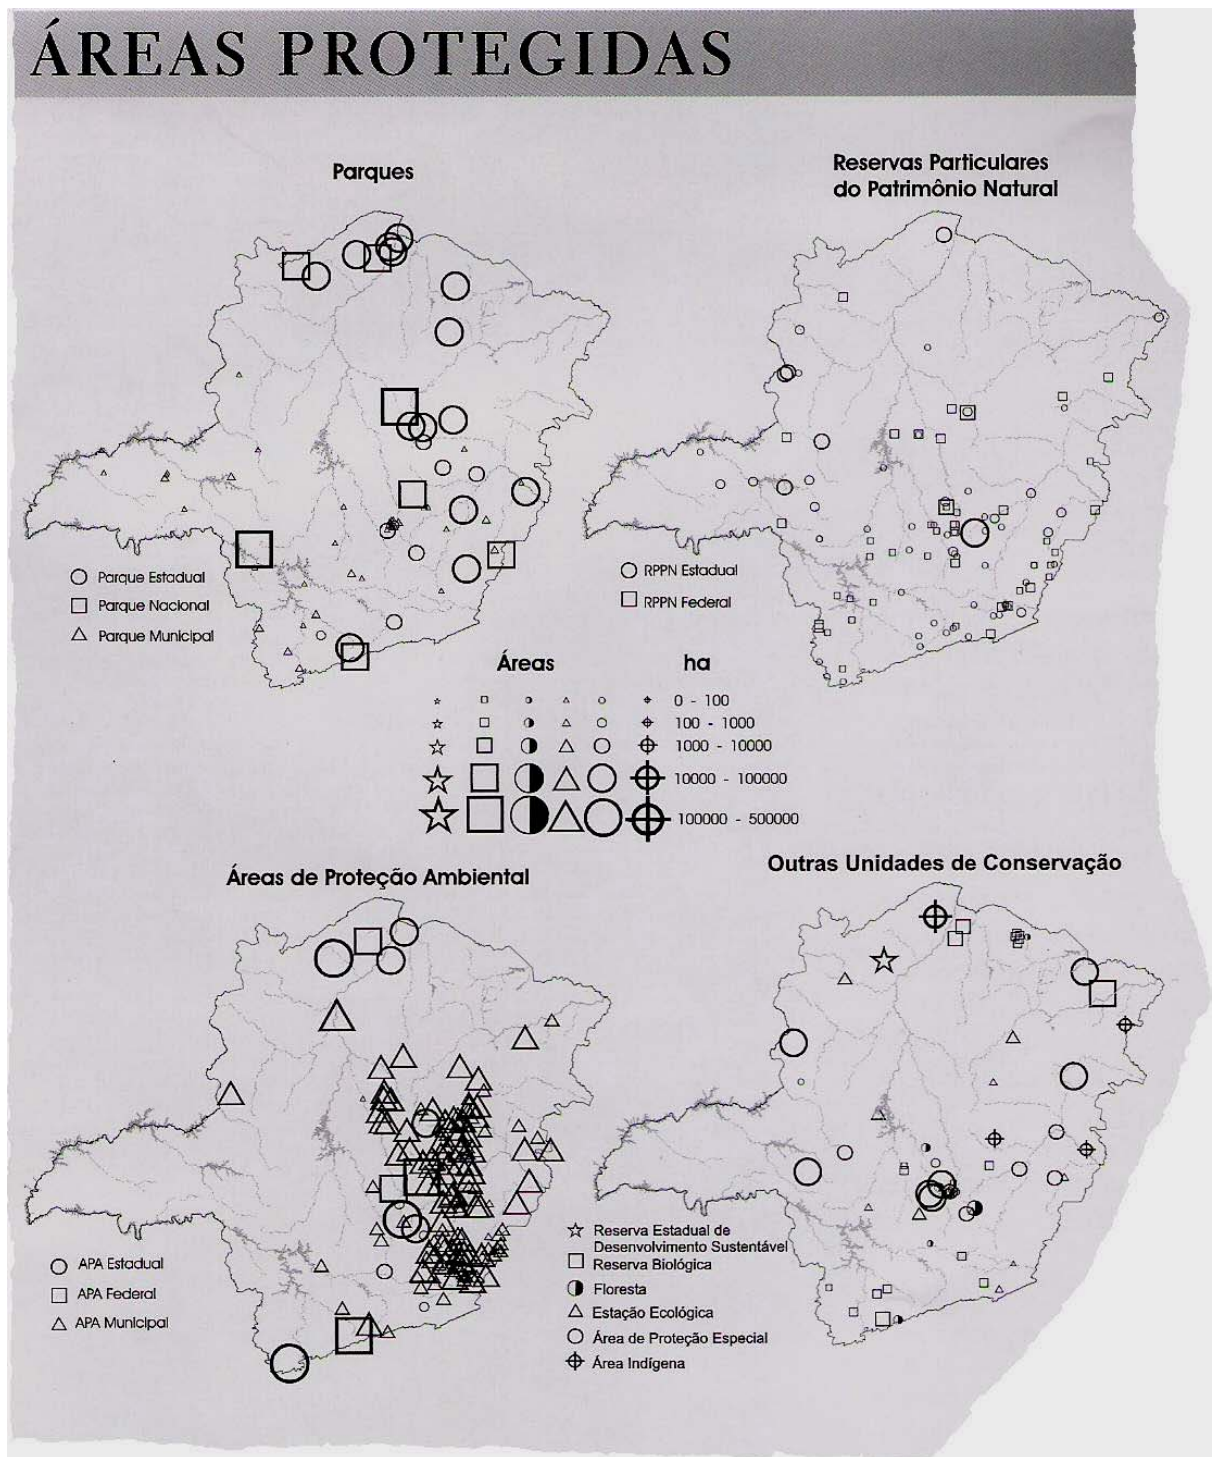 ÁREAS PROTEGIDAS
Parques
Parque Estadual
Parque Nacional
Parque Municipal
Reservas Particulares
do Patrimônio Natural
RPPN Estadual
RPPN Federal
Áreas ha
0 - 100
100 - 1000
1000 - 10000
10000 - 100000
100000 - 500000
Áreas de Proteção Ambiental
APA Estadual
APA Federal
APA Municipal
Outras Unidades de Conservação
Reserva Estadual de
Desenvolvimento Sustentável
Reserva Biológica
Floresta
Estação Ecológica
Área de Proteção Especial
Área Indígena